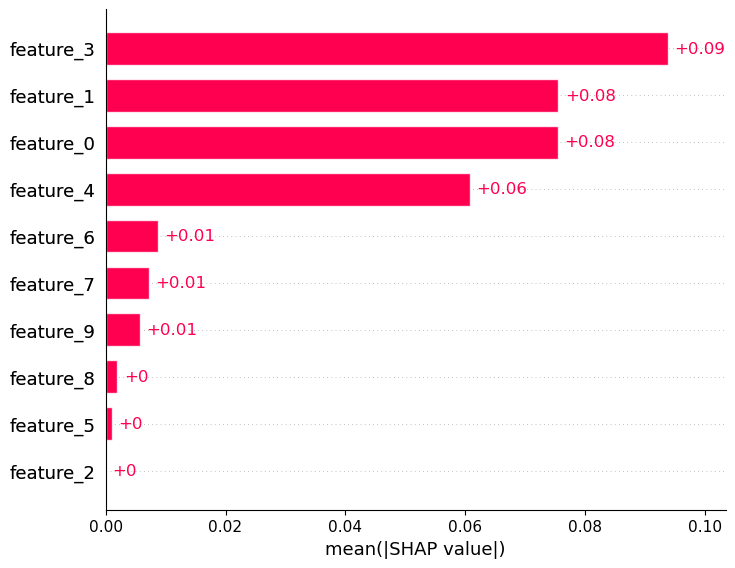 feature_3 +0.09
feature_1 +0.08
feature_0 +0.08
feature_4 +0.06
feature_6 +0.01
feature_7 +0.01
feature_9 +0.01
feature_8 +0
feature_5 +0
feature_2 +0
0.00 0.02 0.04 0.06 0.08 0.10
mean(|SHAP value|)